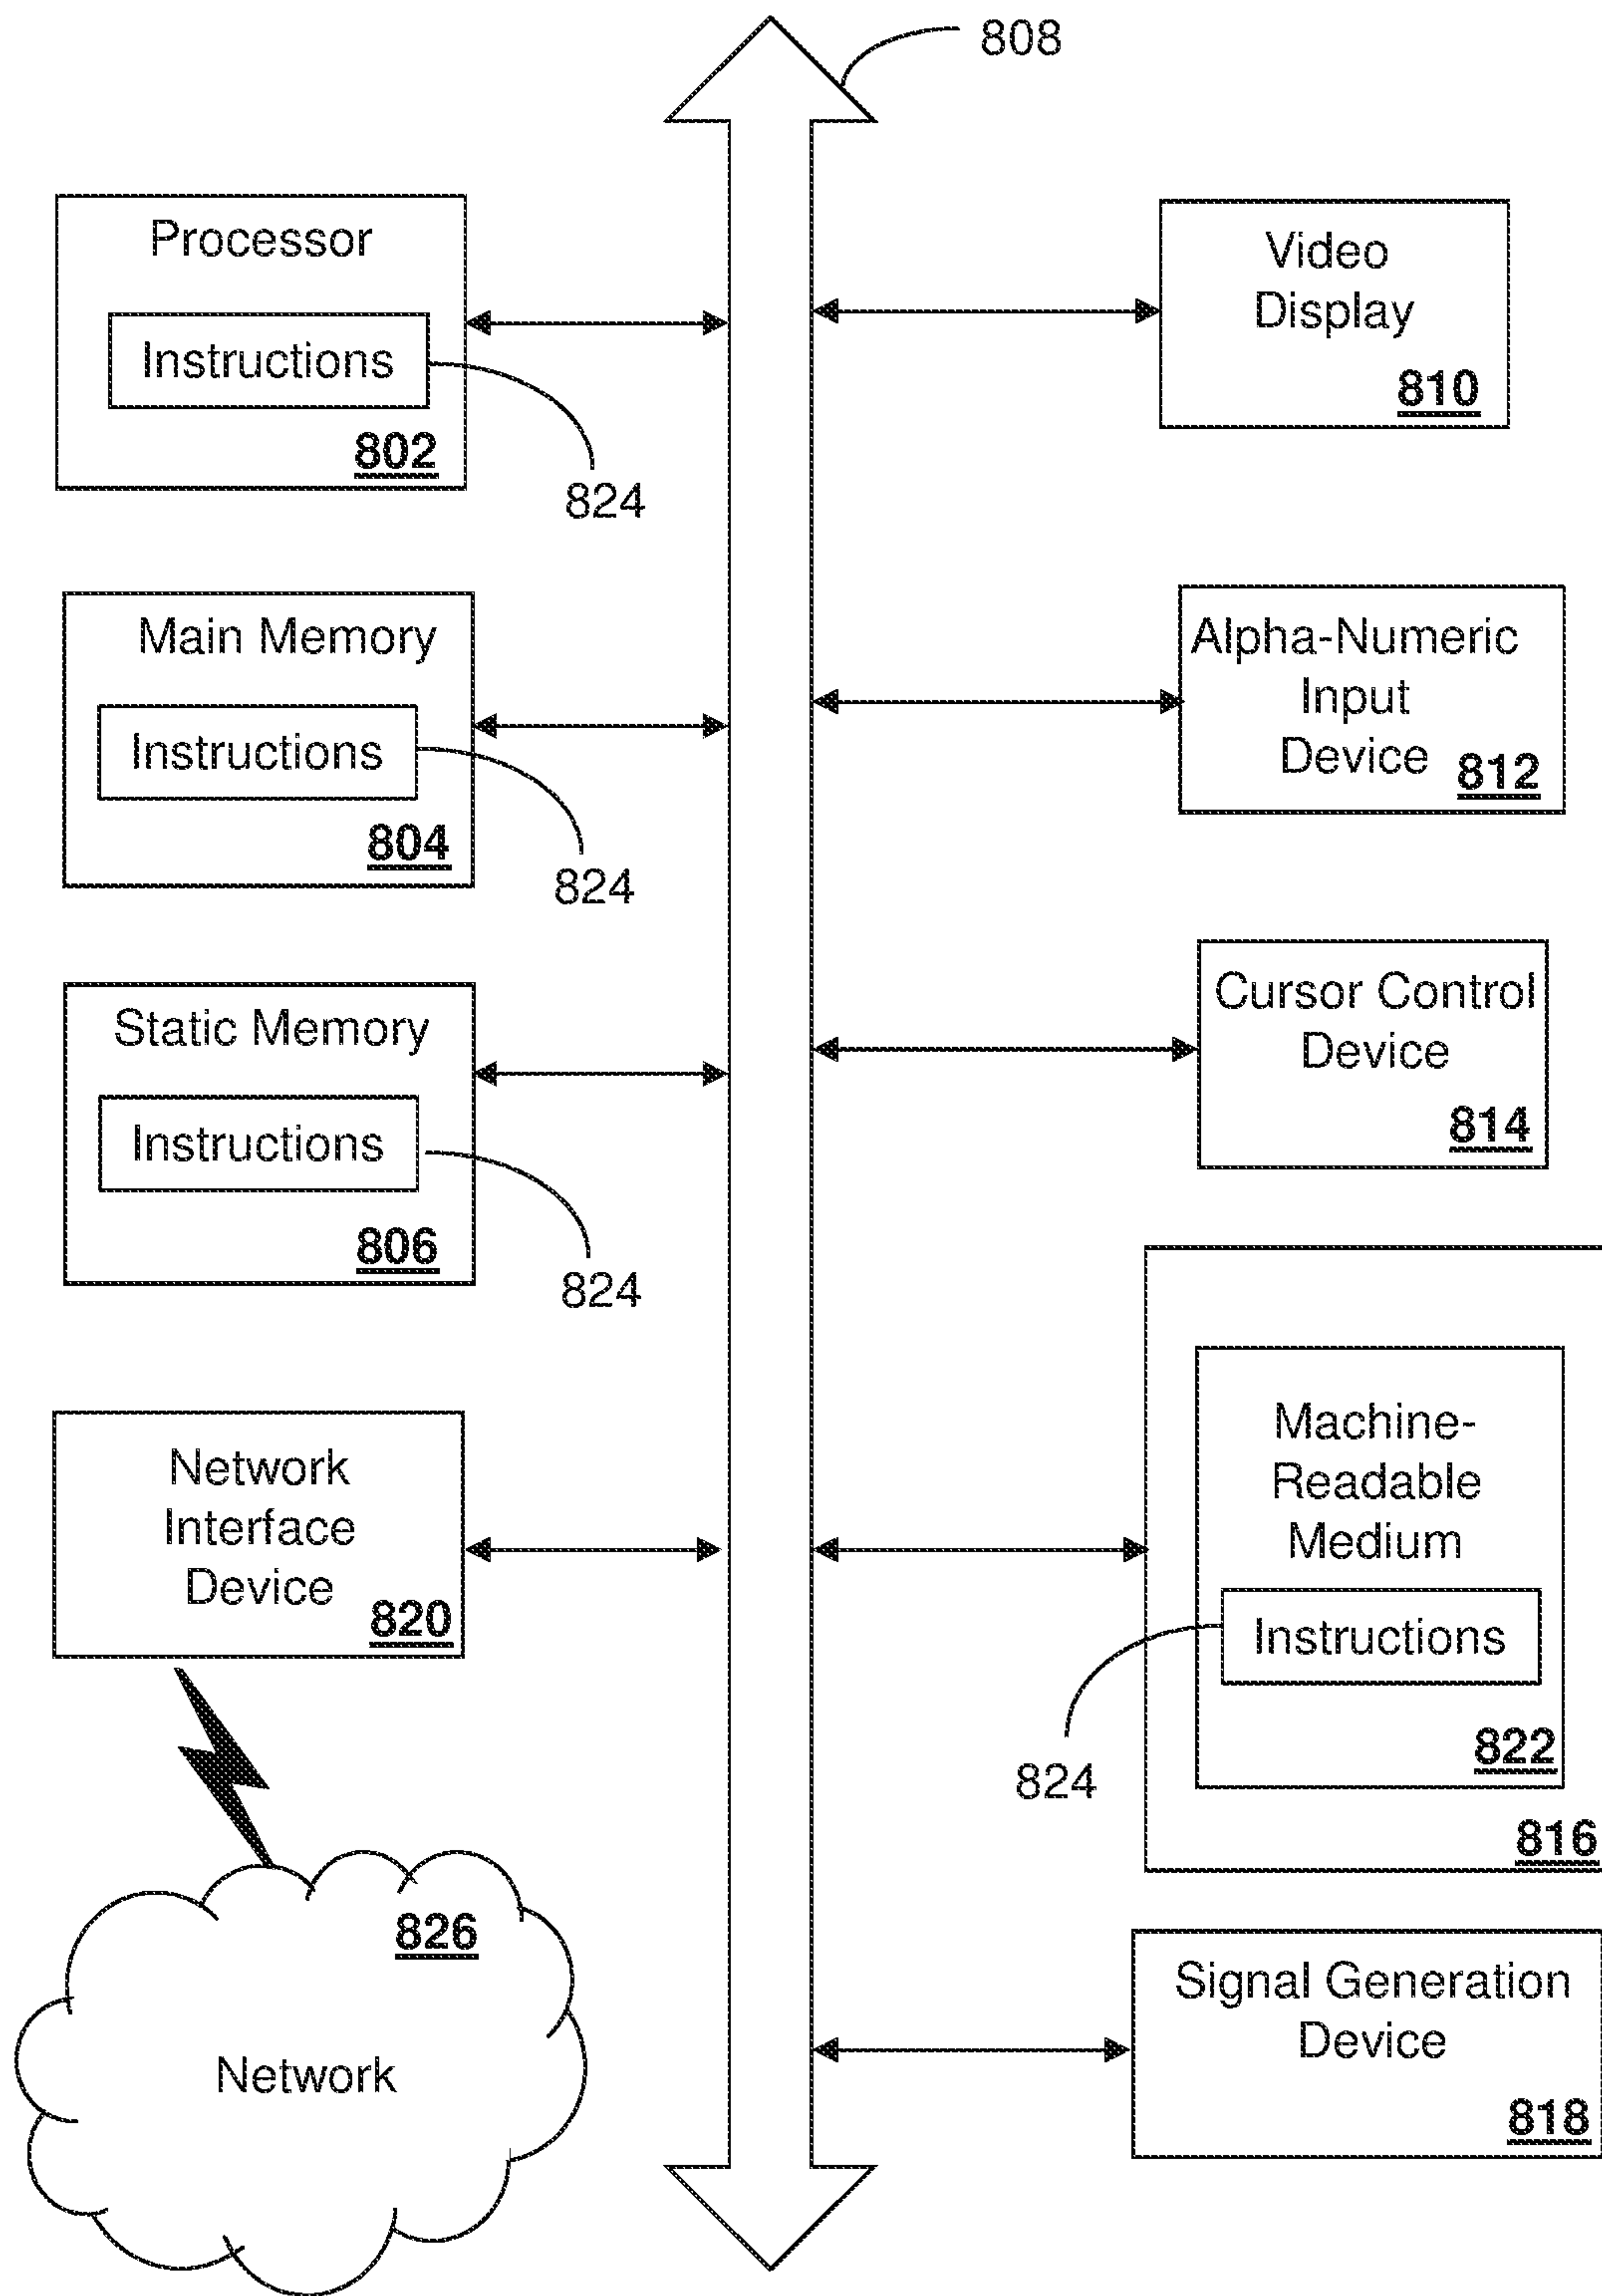 808
Processor
Instructions
802
824
Main Memory
Instructions
804
824
Static Memory
Instructions
806
824
Network
Interface
Device
820
826
Network
Video
Display
810
Alpha-Numeric
Input
Device
812
Cursor Control
Device
814
Machine-
Readable
Medium
Instructions
822
824
816
Signal Generation
Device
818